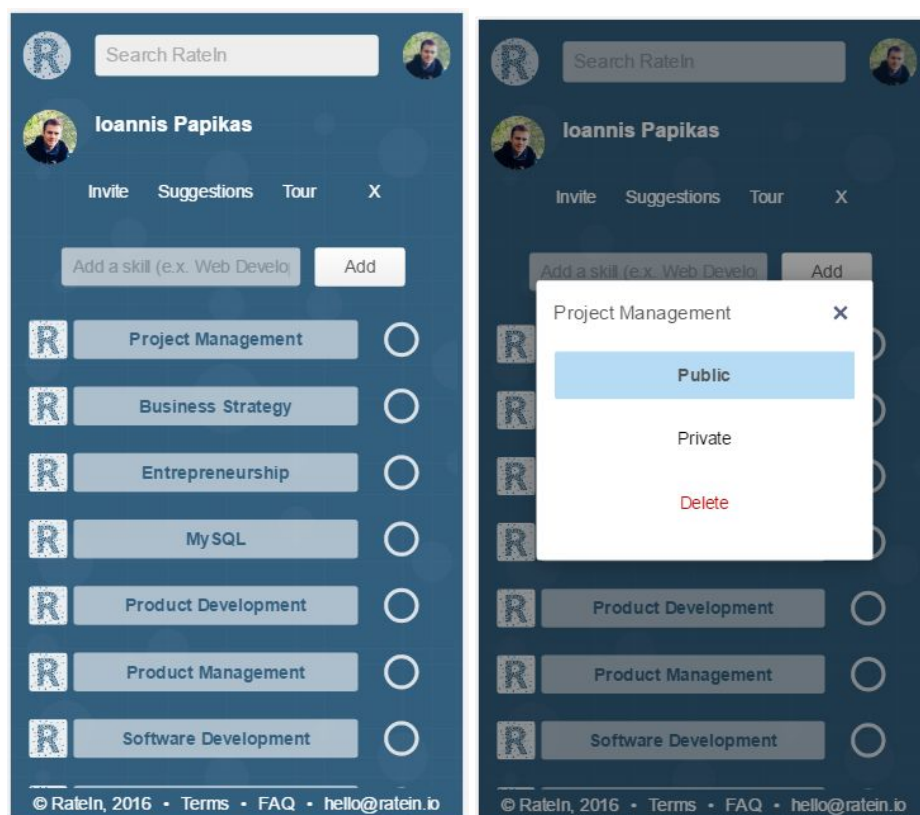 R
Search RateIn
Ioannis Papikas
Invite Suggestions Tour X
Add a skill (e.x. Web Develo
Add
R Project Management
R Business Strategy
R Entrepreneurship
R MySQL
R Product Development
R Product Management
R Software Development
© RateIn, 2016 • Terms • FAQ • hello@ratein.io
R
Search RateIn
Ioannis Papikas
Invite Suggestions Tour X
Add a skill (e.x. Web Develo
Add
Project Management ×
Public
Private
Delete
R
R
R
R
R Product Development
R Product Management
R Software Development
© RateIn, 2016 • Terms • FAQ • hello@ratein.io